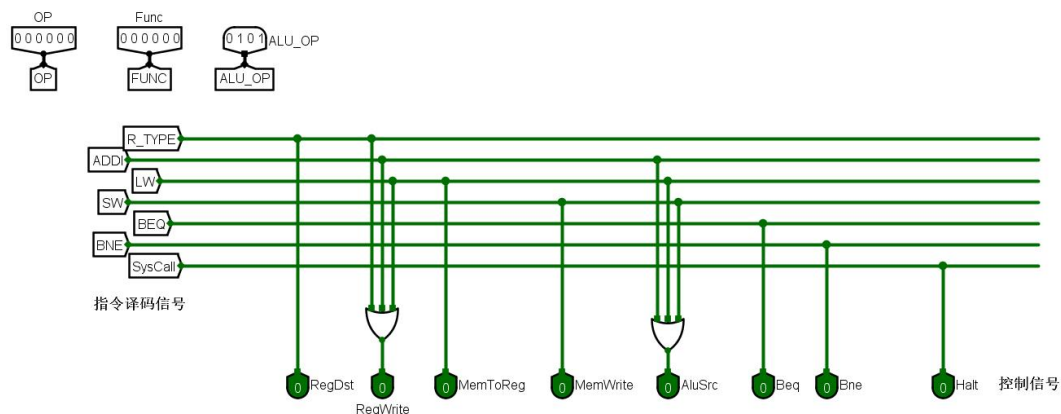 OP
Func
000000
000000
0101
ALU_OP
OP
FUNC
ALU_OP
R_TYPE
ADDI
LW
SW
BEQ
BNE
SysCall
指令译码信号
0 RegDst
0
RegWrite
0 MemToReg
0 MemWrite
0 AluSrc
0 Beq
0 Bne
0 Halt
控制信号